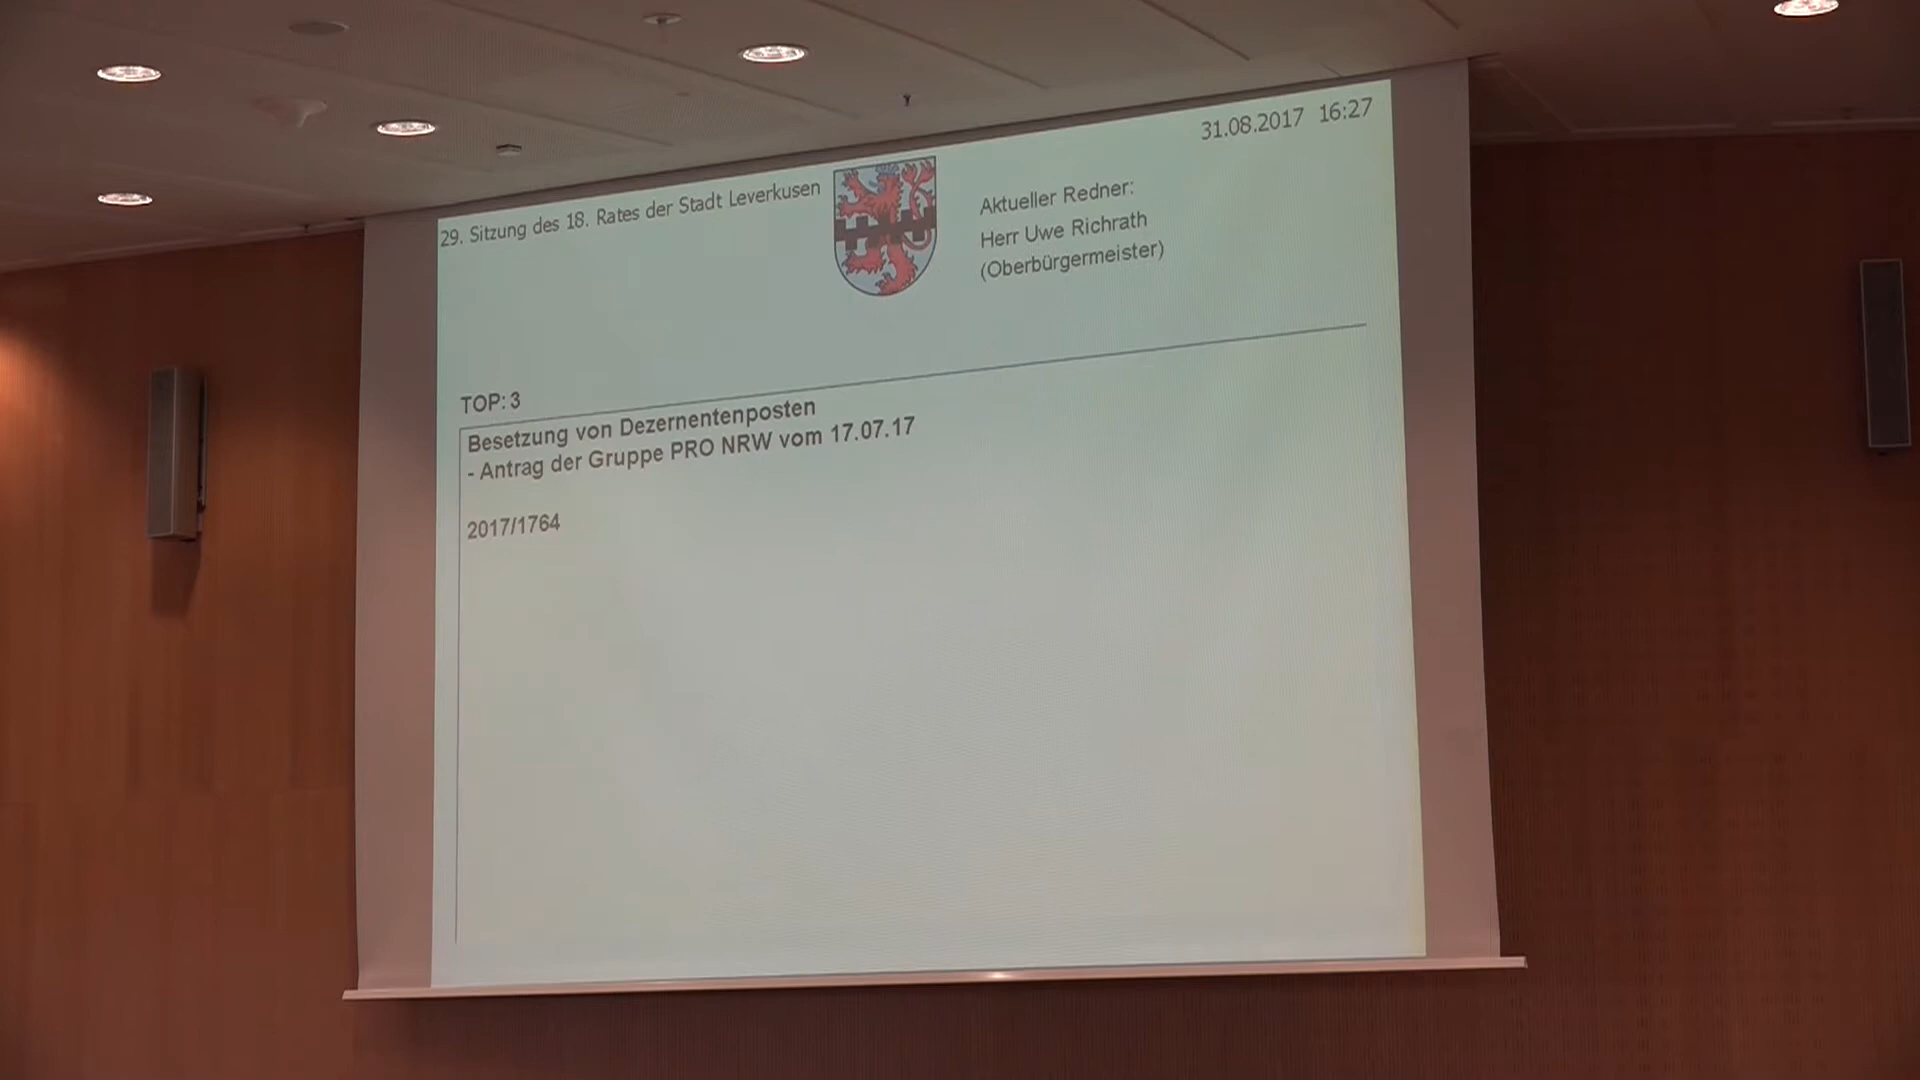 31.08.2017 16:27
29. Sitzung des 18. Rates der Stadt Leverkusen
Aktueller Redner:
Herr Uwe Richrath
(Oberbürgermeister)
TOP: 3
Besetzung von Dezernentenposten
- Antrag der Gruppe PRO NRW vom 17.07.17
2017/1764